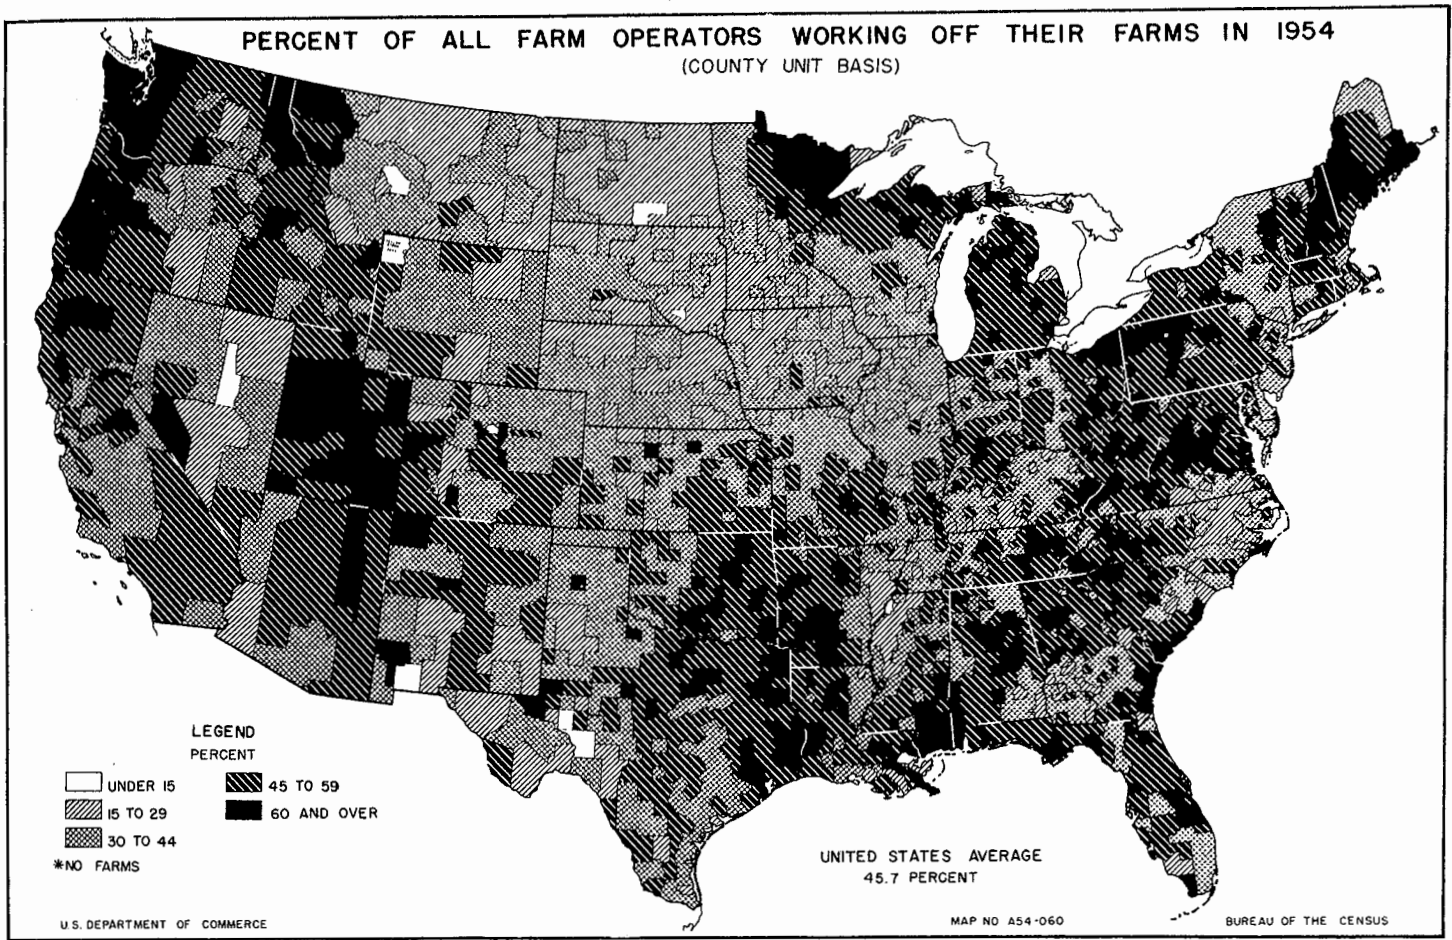 PERCENT OF ALL FARM OPERATORS WORKING OFF THEIR FARMS IN 1954
(COUNTY UNIT BASIS)
LEGEND
PERCENT
UNDER 15
45 TO 59
15 TO 29
60 AND OVER
30 TO 44
*NO FARMS
UNITED STATES AVERAGE
45.7 PERCENT
U.S. DEPARTMENT OF COMMERCE
MAP NO A54-060
BUREAU OF THE CENSUS